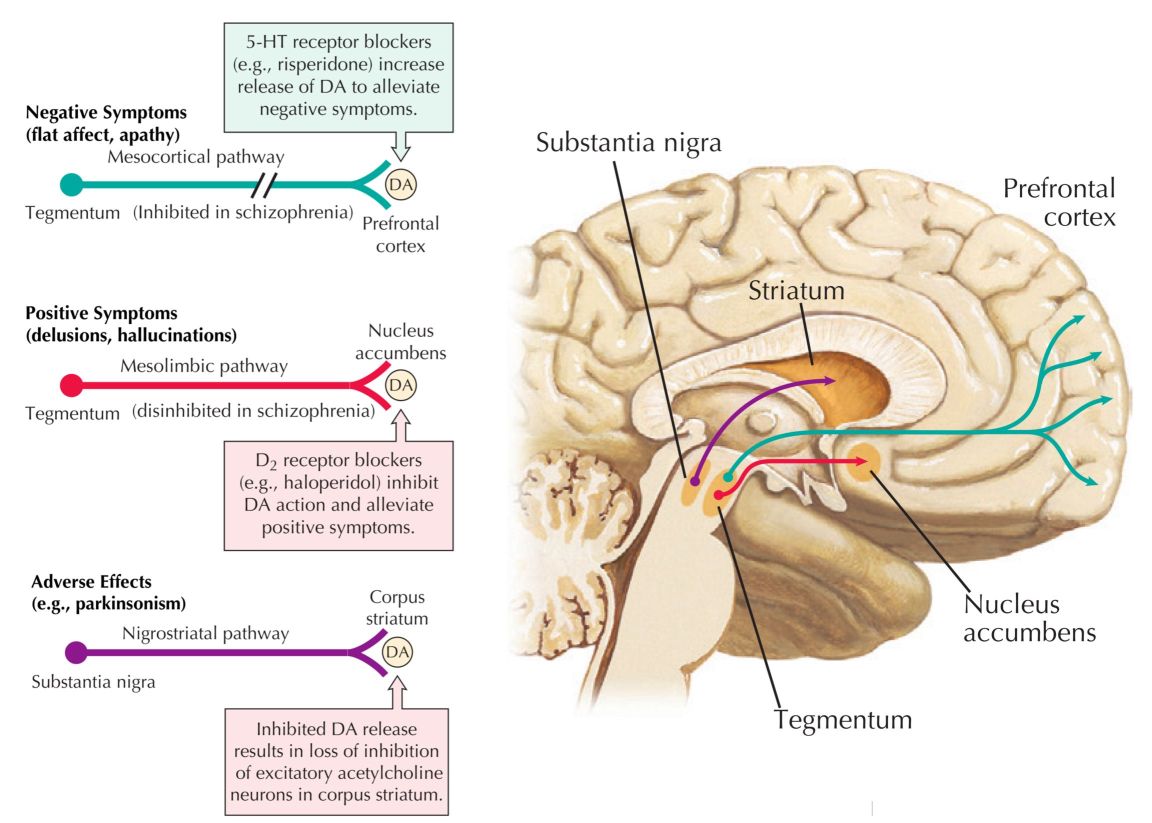 5-HT receptor blockers
(e.g., risperidone) increase
release of DA to alleviate
negative symptoms.
Negative Symptoms
(flat affect, apathy)
Mesocortical pathway
DA
Tegmentum (Inhibited in schizophrenia)
Prefrontal
cortex
Positive Symptoms
(delusions, hallucinations)
Nucleus
accumbens
Mesolimbic pathway
DA
Tegmentum (disinhibited in schizophrenia)
D₂ receptor blockers
(e.g., haloperidol) inhibit
DA action and alleviate
positive symptoms.
Adverse Effects
(e.g., parkinsonism)
Corpus
striatum
Nigrostriatal pathway
DA
Substantia nigra
Inhibited DA release
results in loss of inhibition
of excitatory acetylcholine
neurons in corpus striatum.
Substantia nigra
Prefrontal
cortex
Striatum
Nucleus
accumbens
Tegmentum